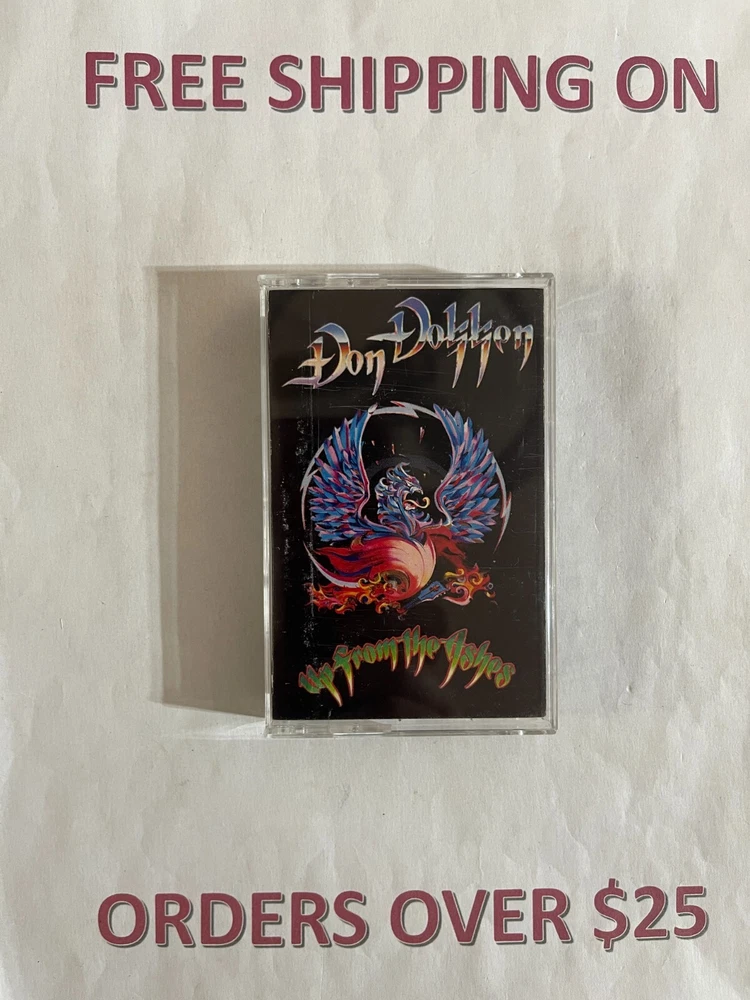 FREE SHIPPING ON
Don Dokken
Up From the Ashes
ORDERS OVER $25